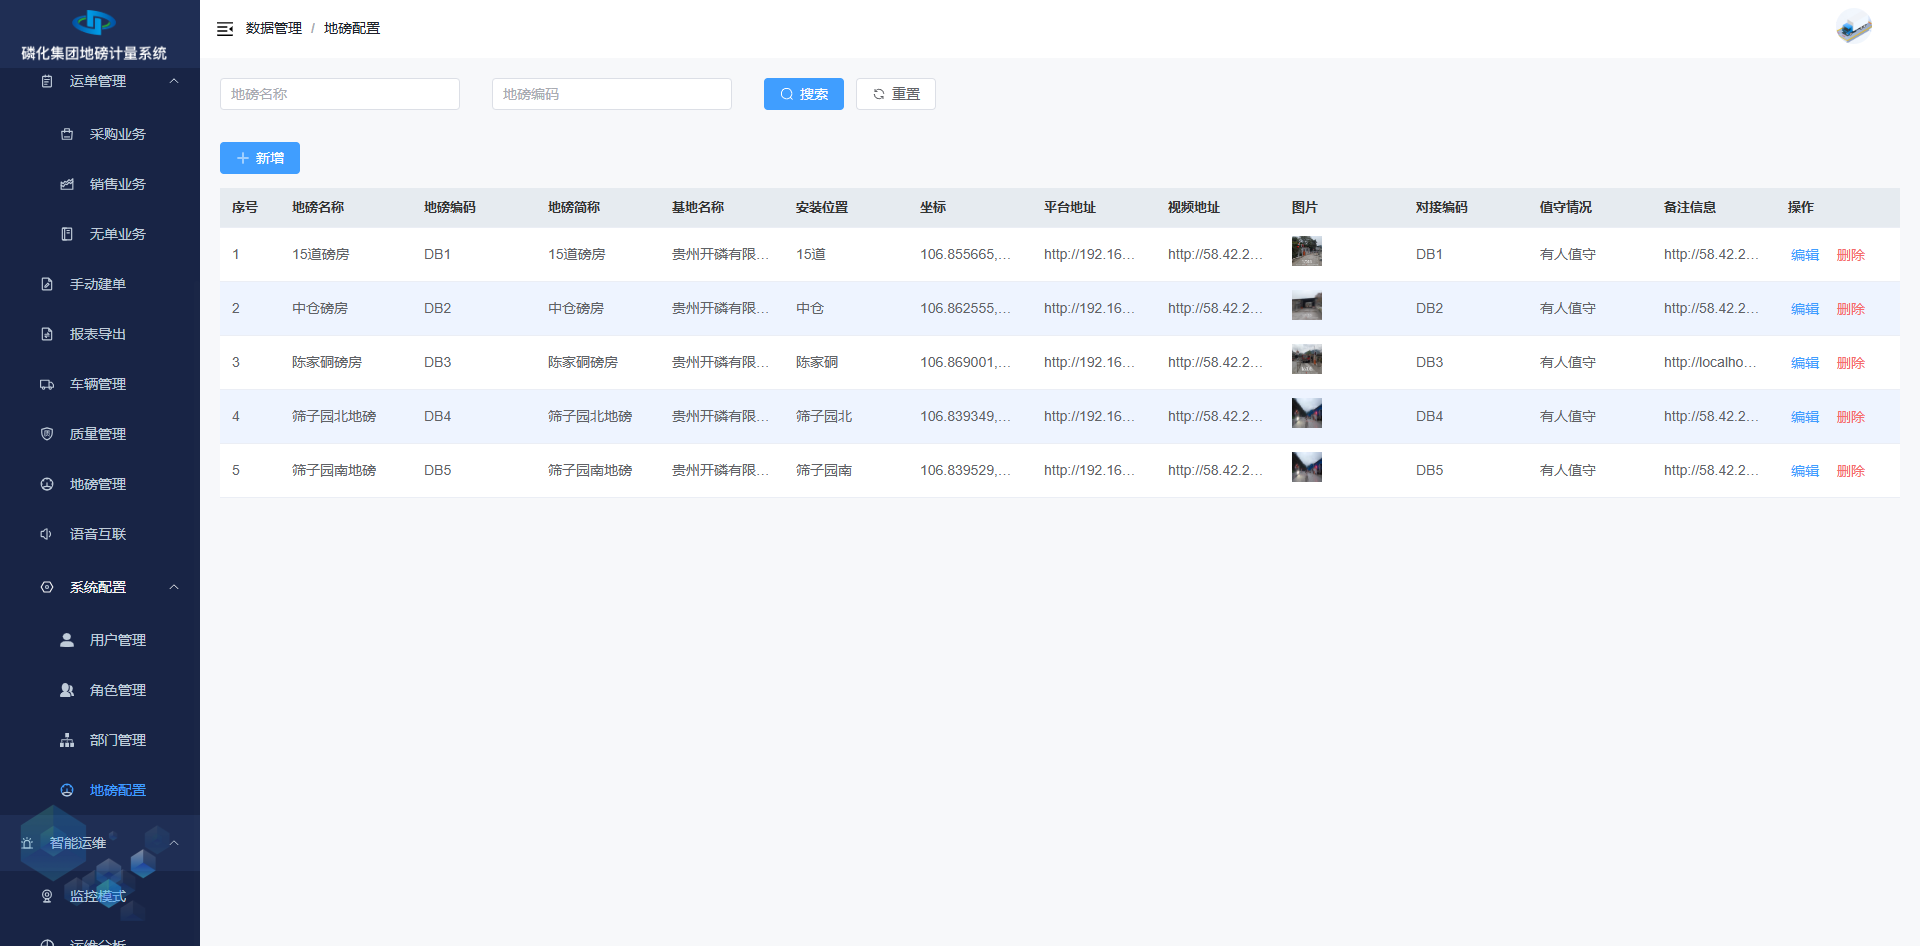 磷化集团地磅计量系统
运单管理
采购业务
销售业务
无单业务
手动建单
报表导出
车辆管理
质量管理
地磅管理
语音互联
系统配置
用户管理
角色管理
部门管理
地磅配置
智能运维
监控模式
运维分析
数据管理 / 地磅配置
地磅名称 地磅编码 搜索 重置
新增
序号 地磅名称 地磅编码 地磅简称 基地名称 安装位置 坐标 平台地址 视频地址 图片 对接编码 值守情况 备注信息 操作
1 15道磅房 DB1 15道磅房 贵州开磷有限... 15道 106.855665,... http://192.16... http://58.42.2... DB1 有人值守 http://58.42.2... 编辑 删除
2 中仓磅房 DB2 中仓磅房 贵州开磷有限... 中仓 106.862555,... http://192.16... http://58.42.2... DB2 有人值守 http://58.42.2... 编辑 删除
3 陈家硐磅房 DB3 陈家硐磅房 贵州开磷有限... 陈家硐 106.869001,... http://192.16... http://58.42.2... DB3 有人值守 http://localho... 编辑 删除
4 筛子园北地磅 DB4 筛子园北地磅 贵州开磷有限... 筛子园北 106.839349,... http://192.16... http://58.42.2... DB4 有人值守 http://58.42.2... 编辑 删除
5 筛子园南地磅 DB5 筛子园南地磅 贵州开磷有限... 筛子园南 106.839529,... http://192.16... http://58.42.2... DB5 有人值守 http://58.42.2... 编辑 删除